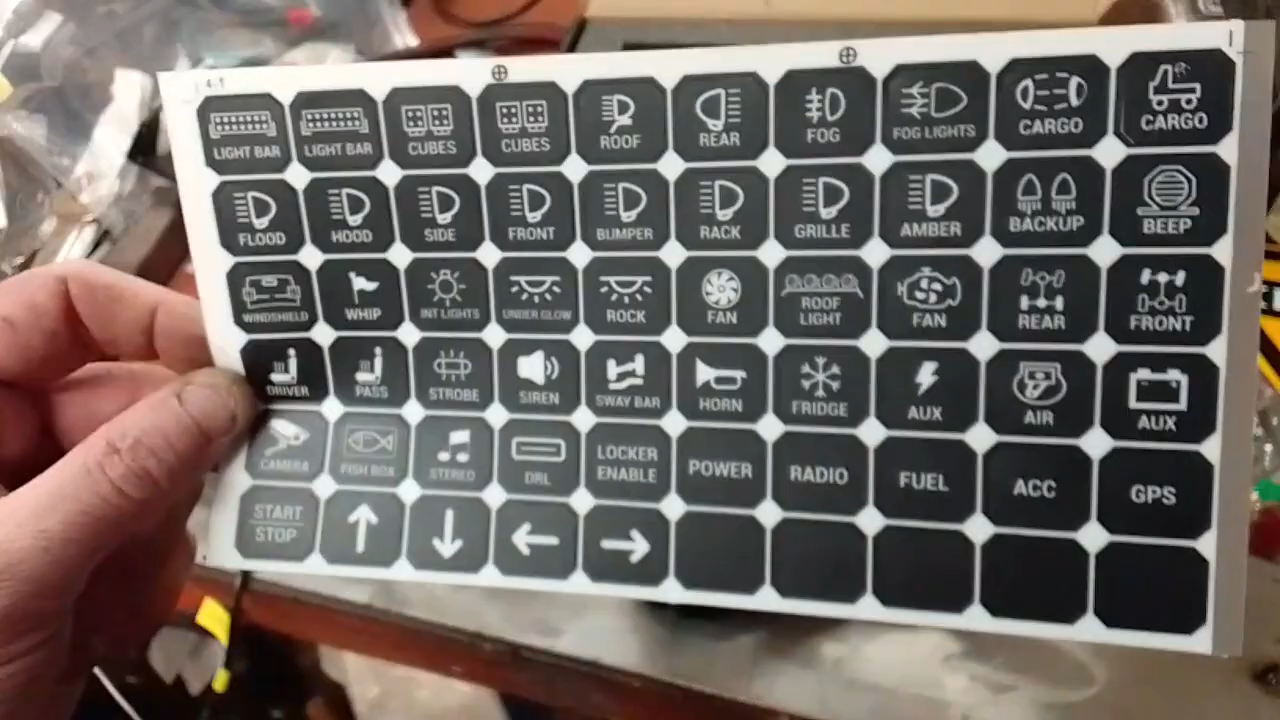 4-1
LIGHT BAR
LIGHT BAR
CUBES
CUBES
ROOF
REAR
FOG
FOG LIGHTS
CARGO
CARGO
FLOOD
HOOD
SIDE
FRONT
BUMPER
RACK
GRILLE
AMBER
BACKUP
BEEP
WINDSHIELD
WHIP
INT LIGHTS
UNDER GLOW
ROCK
FAN
ROOF
LIGHT
FAN
REAR
FRONT
DRIVER
PASS
STROBE
SIREN
SWAY BAR
HORN
FRIDGE
AUX
AIR
AUX
CAMERA
FISH BOX
STEREO
DRL
LOCKER
ENABLE
POWER
RADIO
FUEL
ACC
GPS
START
STOP